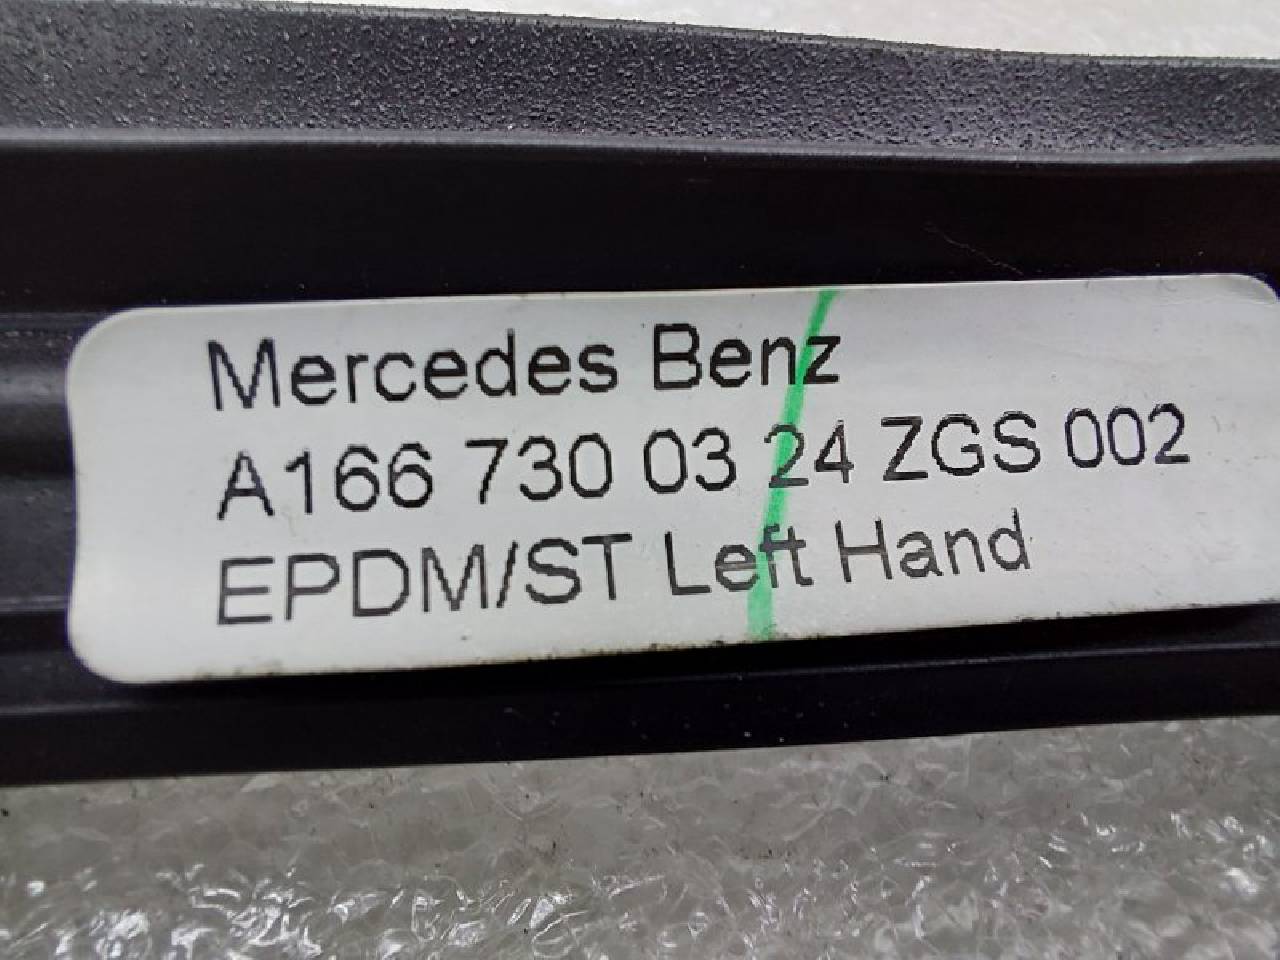 Mercedes Benz
A166 730 03 24 ZGS 002
EPDM/ST Left Hand